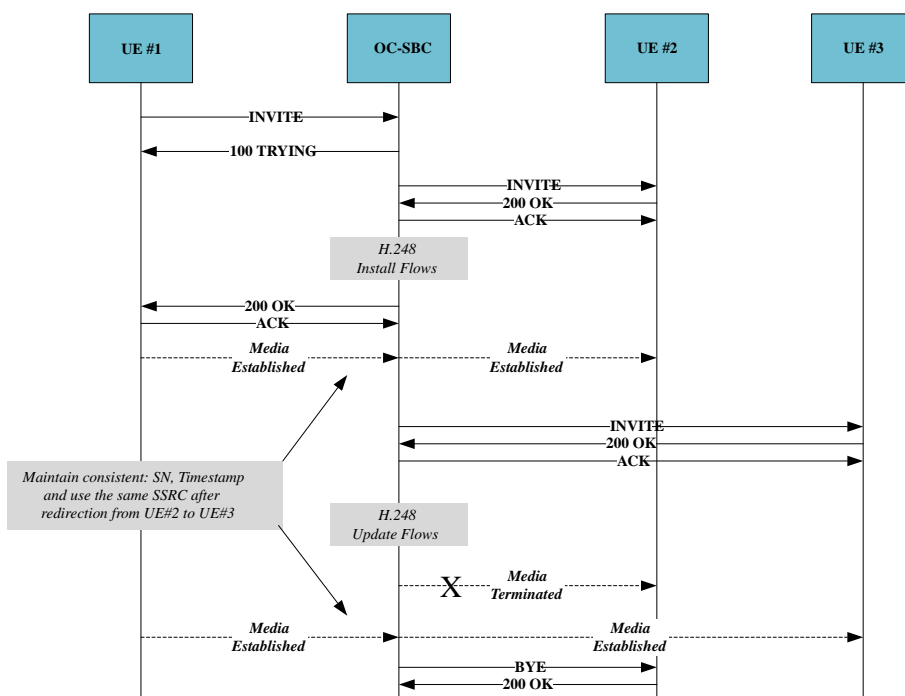 UE #1
OC-SBC
UE #2
UE #3
INVITE
100 TRYING
INVITE
200 OK
ACK
H.248
Install Flows
200 OK
ACK
Media
Established
Media
Established
INVITE
200 OK
ACK
Maintain consistent: SN, Timestamp
and use the same SSRC after
redirection from UE#2 to UE#3
H.248
Update Flows
X
Media
Terminated
Media
Established
Media
Established
BYE
200 OK